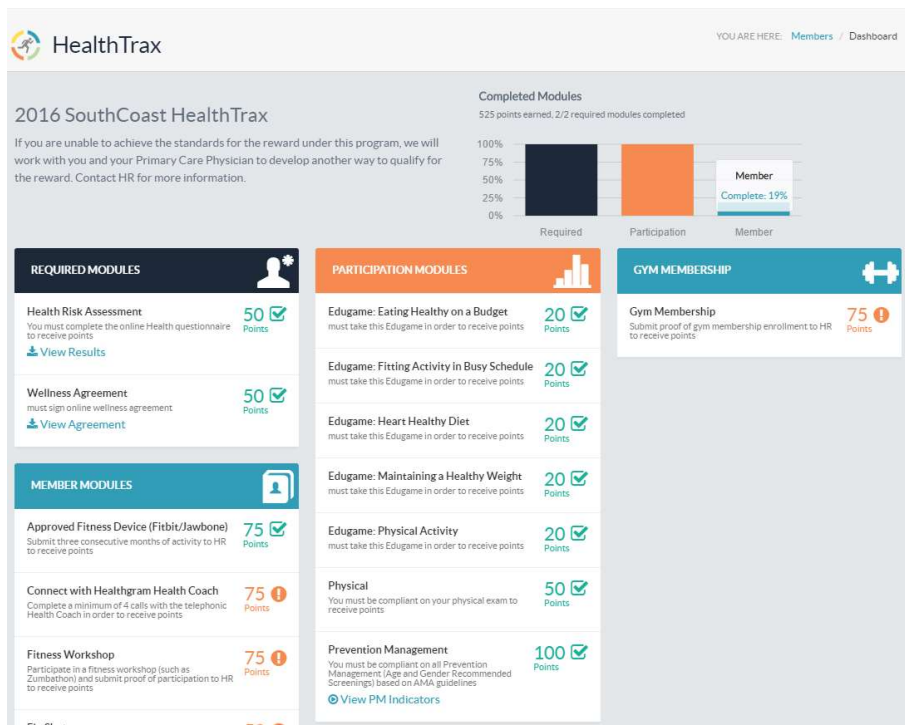 HealthTrax
YOU ARE HERE: Members / Dashboard
2016 SouthCoast HealthTrax
If you are unable to achieve the standards for the reward under this program, we will
work with you and your Primary Care Physician to develop another way to qualify for
the reward. Contact HR for more information.
Completed Modules
525 points earned, 2/2 required modules completed
100%
75%
50%
25%
0%
Member
Complete: 19%
Required
Participation
Member
REQUIRED MODULES
Health Risk Assessment
You must complete the online Health questionnaire
to receive points
View Results
50
Points
Wellness Agreement
must sign online wellness agreement
View Agreement
50
Points
MEMBER MODULES
Approved Fitness Device (Fitbit/Jawbone)
Submit three consecutive months of activity to HR
to receive points
75
Points
Connect with Healthgram Health Coach
Complete a minimum of 4 calls with the telephonic
Health Coach in order to receive points
75
Points
Fitness Workshop
Participate in a fitness workshop (such as
Zumbathon) and submit proof of participation to HR
to receive points
75
Points
PARTICIPATION MODULES
Edugame: Eating Healthy on a Budget
must take this Edugame in order to receive points
20
Points
Edugame: Fitting Activity in Busy Schedule
must take this Edugame in order to receive points
20
Points
Edugame: Heart Healthy Diet
must take this Edugame in order to receive points
20
Points
Edugame: Maintaining a Healthy Weight
must take this Edugame in order to receive points
20
Points
Edugame: Physical Activity
must take this Edugame in order to receive points
20
Points
Physical
You must be compliant on your physical exam to
receive points
50
Points
Prevention Management
You must be compliant on all Prevention
Management (Age and Gender Recommended
Screenings) based on AMA guidelines
View PM Indicators
100
Points
GYM MEMBERSHIP
Gym Membership
Submit proof of gym membership enrollment to HR
to receive points
75
Points